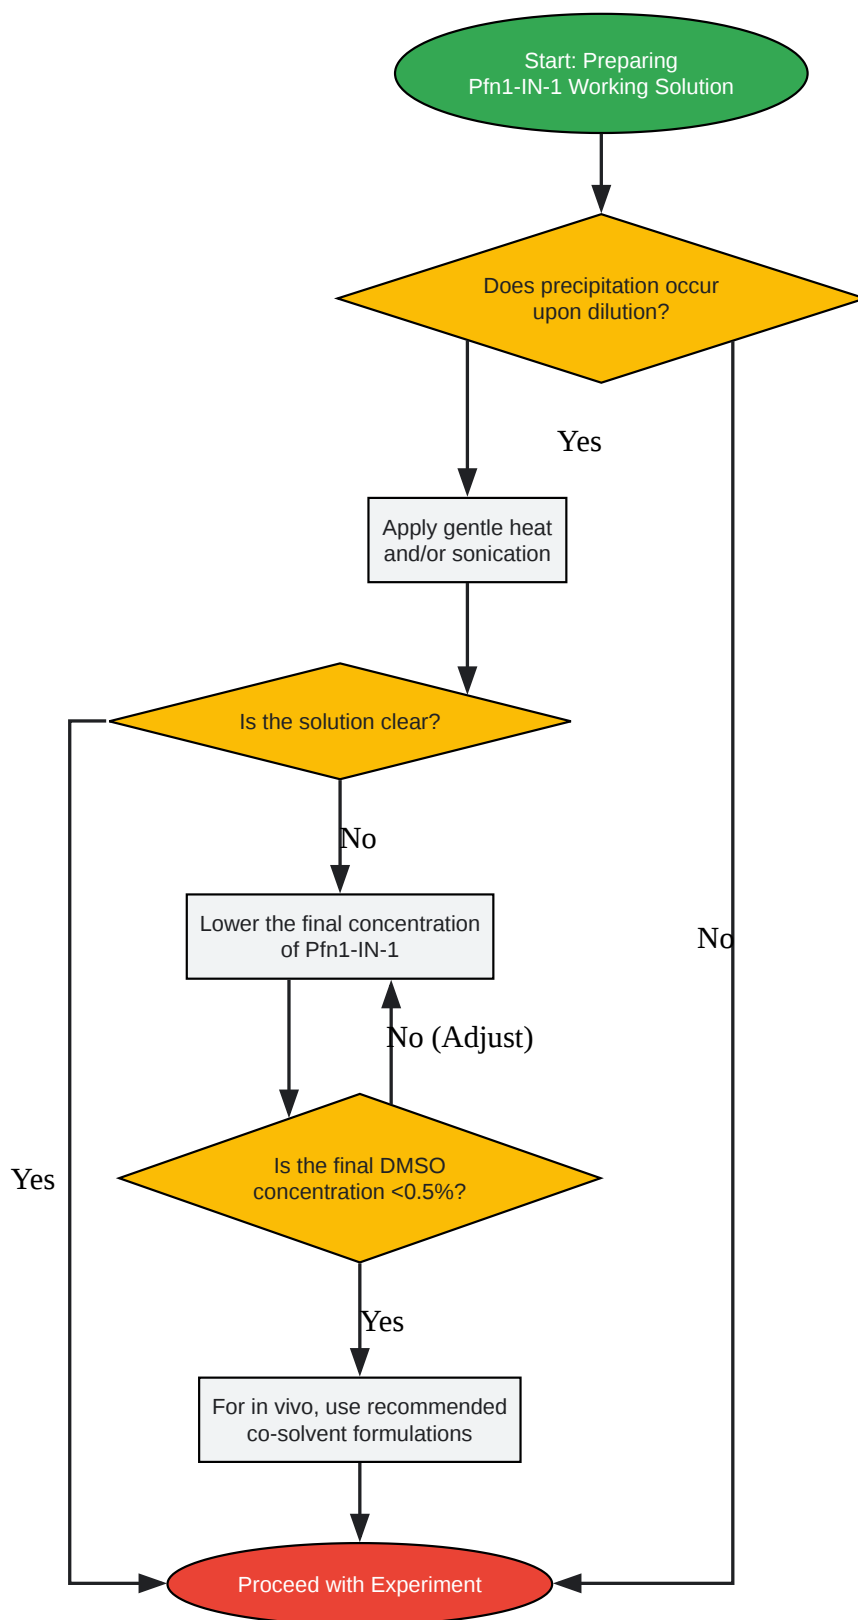 Start: Preparing
Pfn1-IN-1 Working Solution
Does precipitation occur
upon dilution?
Yes
Apply gentle heat
and/or sonication
Is the solution clear?
No
Lower the final concentration
of Pfn1-IN-1
No
No (Adjust)
Is the final DMSO
concentration <0.5%?
Yes
Yes
For in vivo, use recommended
co-solvent formulations
Proceed with Experiment